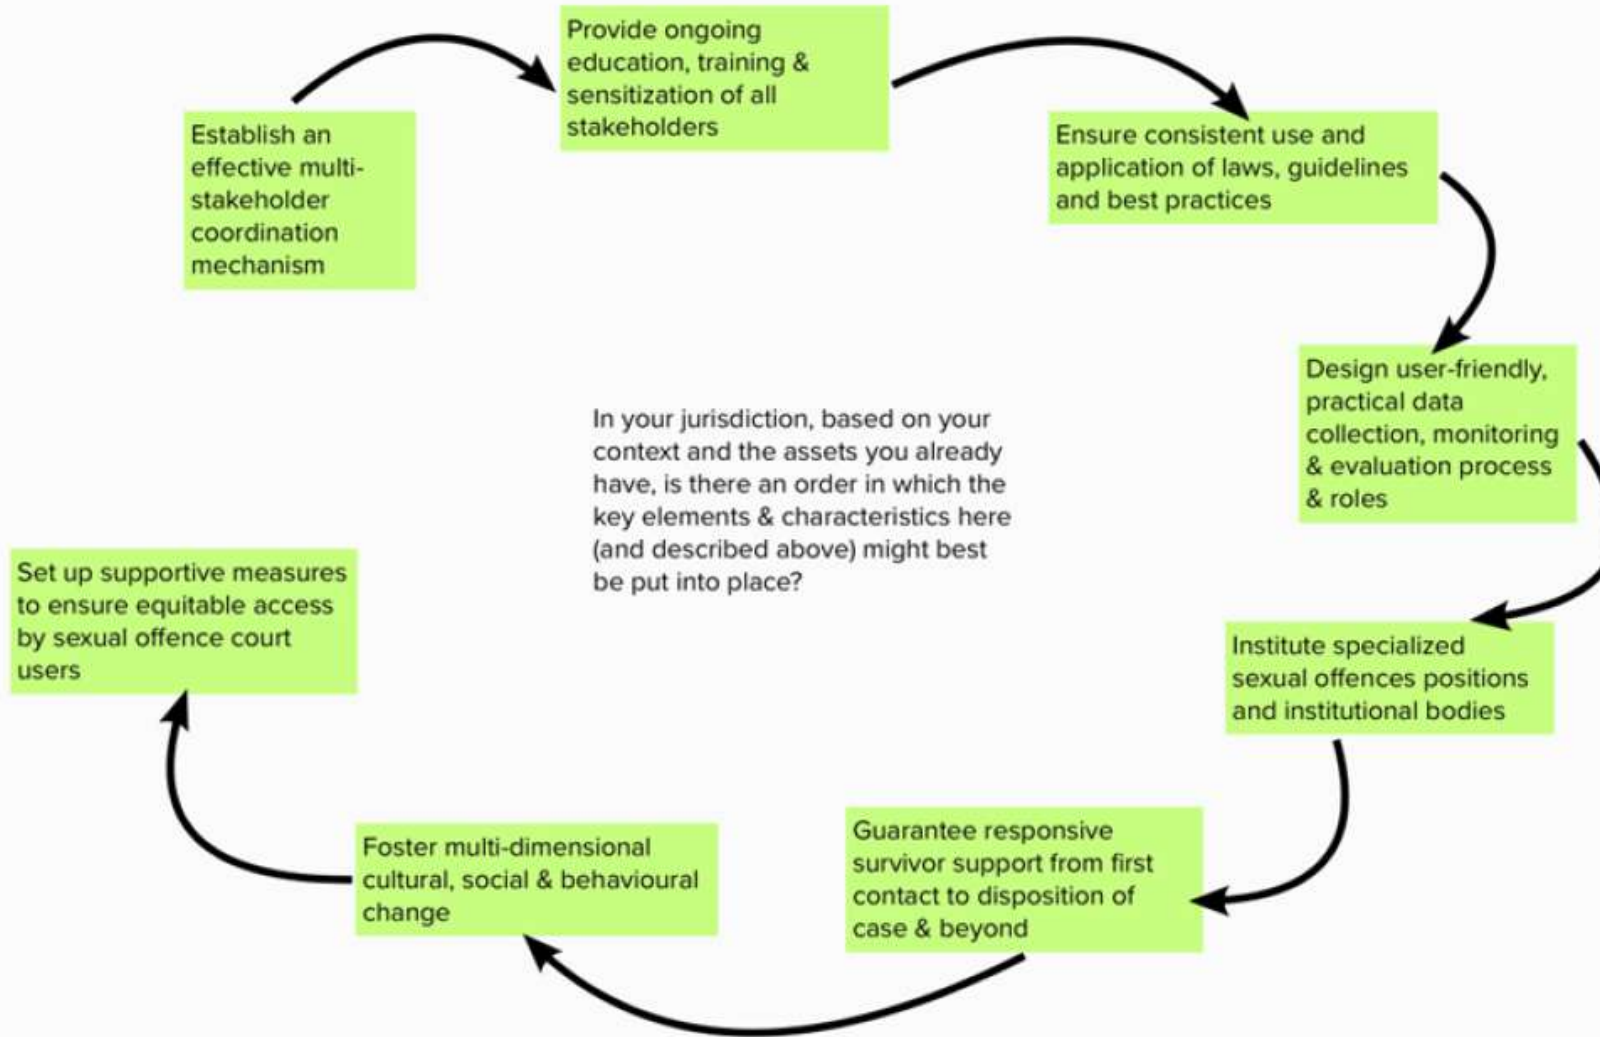 Provide ongoing
education, training &
sensitization of all
stakeholders
Establish an
effective multi-
stakeholder
coordination
mechanism
Ensure consistent use and
application of laws, guidelines
and best practices
Design user-friendly,
practical data
collection, monitoring
& evaluation process
& roles
In your jurisdiction, based on your
context and the assets you already
have, is there an order in which the
key elements & characteristics here
(and described above) might best
be put into place?
Set up supportive measures
to ensure equitable access
by sexual offence court
users
Institute specialized
sexual offences positions
and institutional bodies
Guarantee responsive
survivor support from first
contact to disposition of
case & beyond
Foster multi-dimensional
cultural, social & behavioural
change